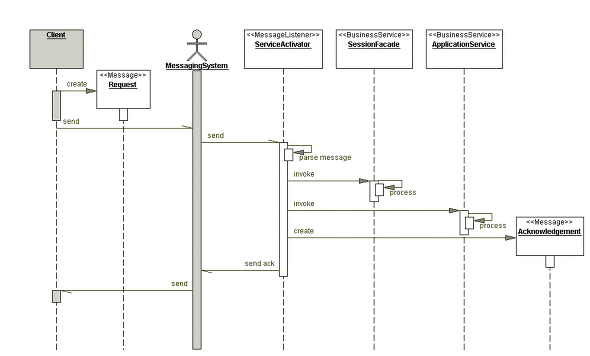 Client
<<MessageListener>>
ServiceActivator
<<BusinessService>>
SessionFacade
<<BusinessService>>
ApplicationService
MessagingSystem
<<Message>>
Request
create
send
send
parse message
invoke
process
invoke
process
<<Message>>
Acknowledgement
create
send ack
send